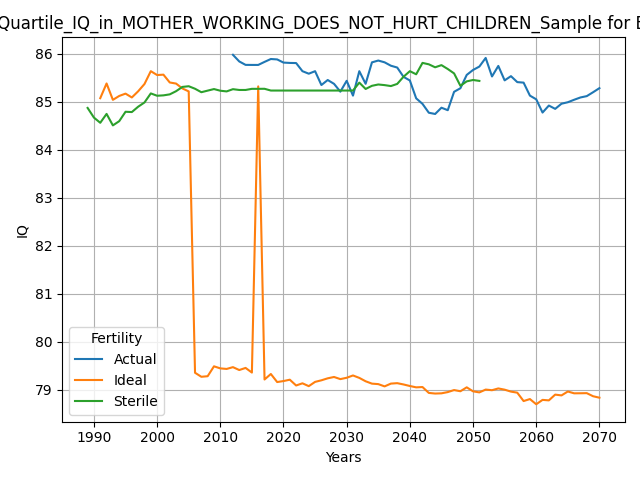 Quartile_IQ_in_MOTHER_WORKING_DOES_NOT_HURT_CHILDREN_Sample for
86
85
84
83
82
81
80
79
IQ
Fertility
Actual
Ideal
Sterile
1990 2000 2010 2020 2030 2040 2050 2060 2070
Years